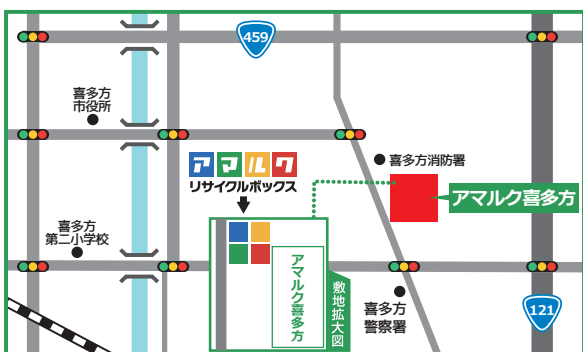 459
喜多方
市役所
喜多方消防署
アマルク
リサイクルボックス
アマルク喜多方
喜多方
第二小学校
アマルク喜多方
敷地拡大図
喜多方
警察署
121